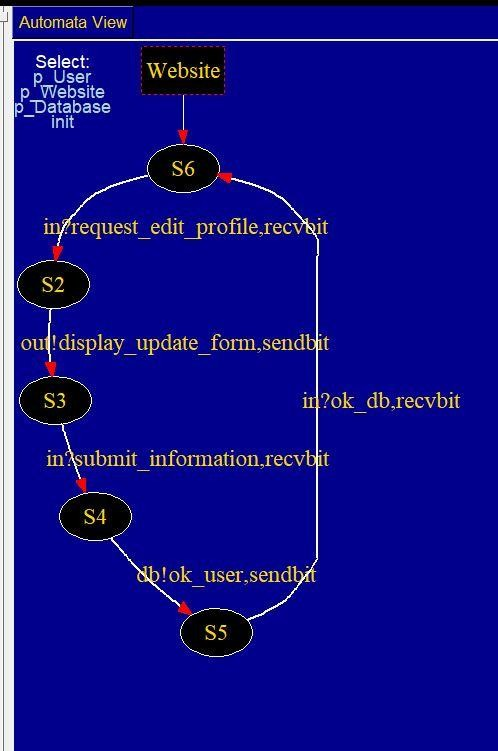 Automata View
Select:
p_User
p_Website
p_Database
init
Website
S6
in?request_edit_profile,recvbit
S2
out!display_update_form,sendbit
S3
in?ok_db,recvbit
in?submit_information,recvbit
S4
db!ok_user,sendbit
S5